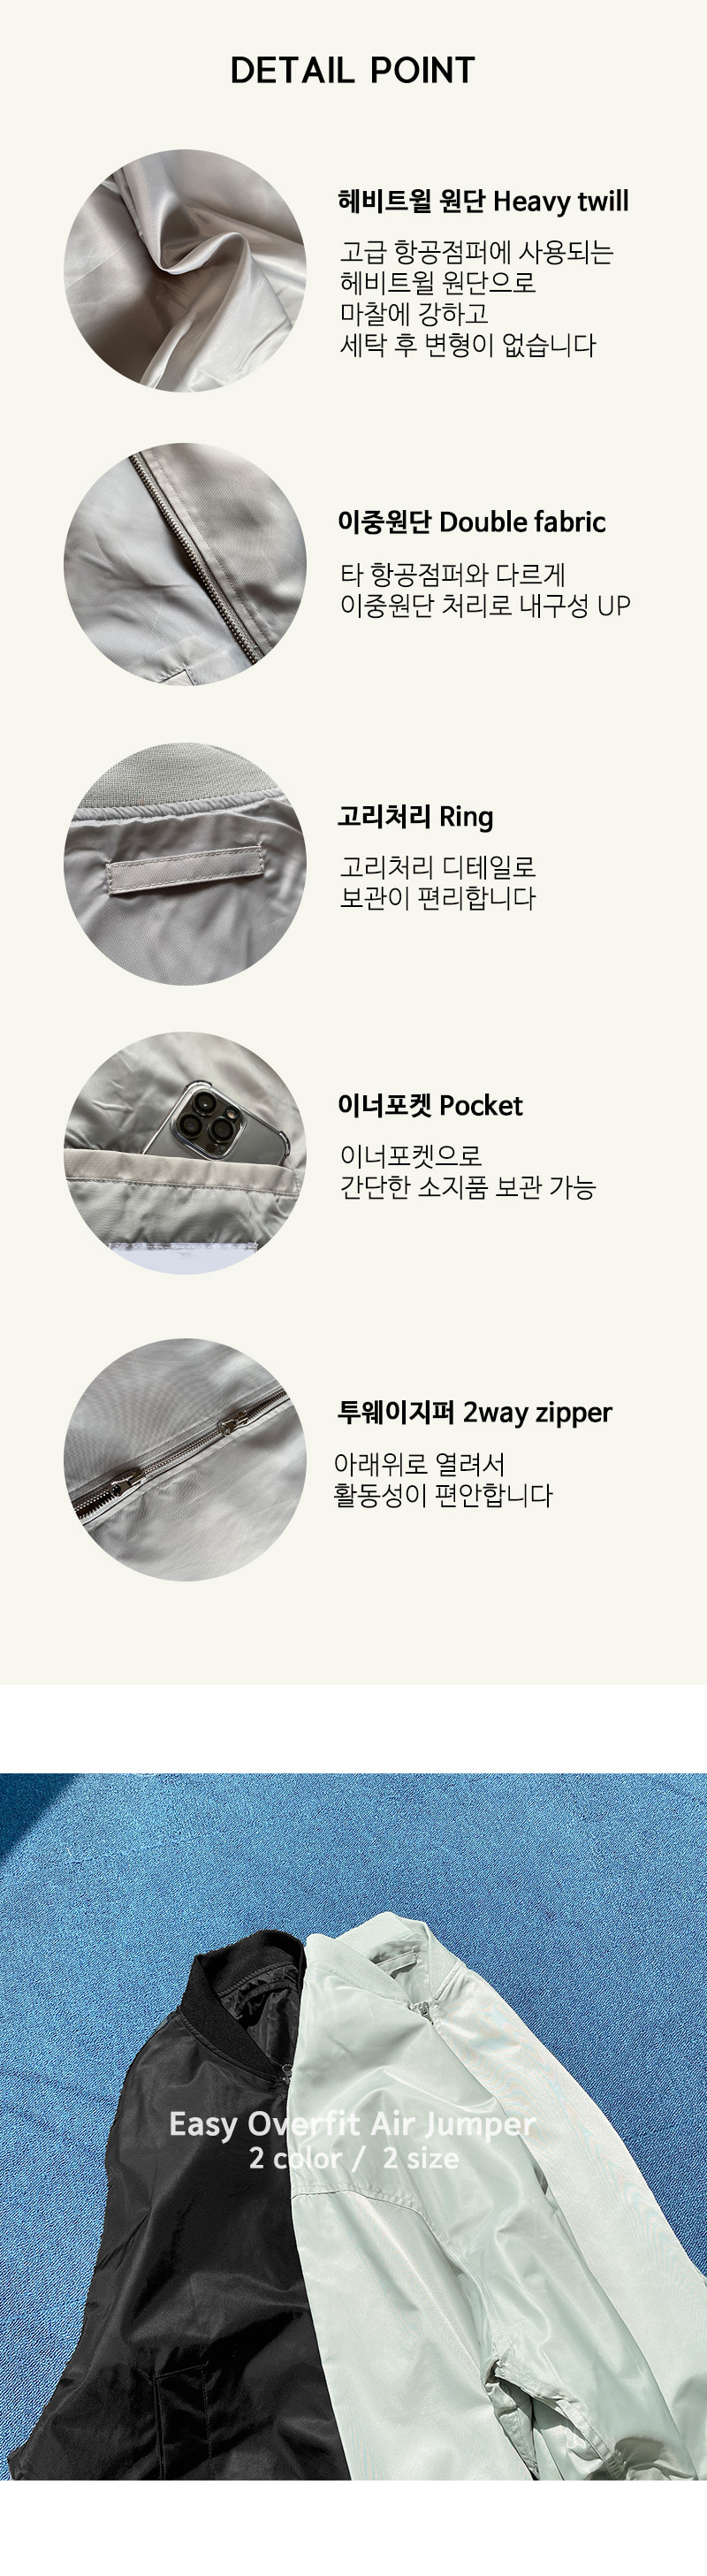 DETAIL POINT
헤비트윌 원단 Heavy twill
고급 항공점퍼에 사용되는
헤비트윌 원단으로
마찰에 강하고
세탁 후 변형이 없습니다
이중원단 Double fabric
타 항공점퍼와 다르게
이중원단 처리로 내구성 UP
고리처리 Ring
고리처리 디테일로
보관이 편리합니다
이너포켓 Pocket
이너포켓으로
간단한 소지품 보관 가능
투웨이지퍼 2way zipper
아래위로 열려서
활동성이 편안합니다
Easy Overfit Air Jumper
2 color / 2 size